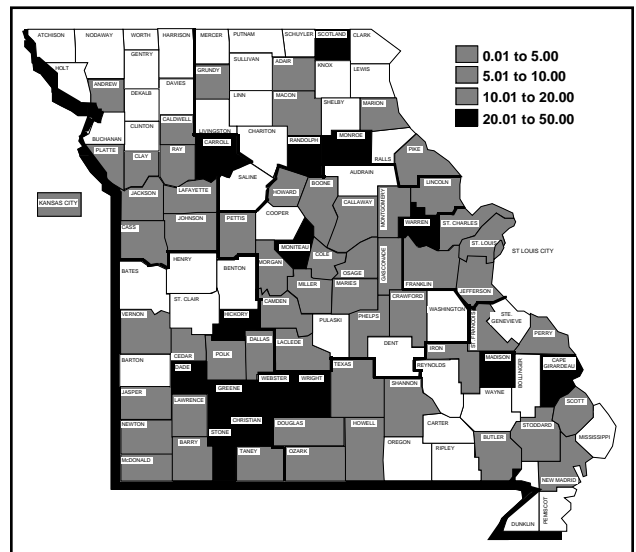 ATCHISON
NODAWAY
WORTH
HARRISON
MERCER
PUTNAM
SCHUYLER
SCOTLAND
CLARK
HOLT
GENTRY
SULLIVAN
ADAIR
KNOX
LEWIS
ANDREW
DEKALB
DAVIES
GRUNDY
LINN
MACON
SHELBY
MARION
BUCHANAN
CLINTON
CALDWELL
LIVINGSTON
CHARITON
RANDOLPH
MONROE
RALLS
PIKE
PLATTE
CLAY
RAY
CARROLL
SALINE
HOWARD
BOONE
AUDRAIN
LINCOLN
KANSAS CITY
JACKSON
LAFAYETTE
COOPER
CALLAWAY
MONTGOMERY
WARREN
ST. CHARLES
CASS
JOHNSON
PETTIS
MONITEAU
COLE
OSAGE
GASCONADE
ST. LOUIS
ST LOUIS CITY
BATES
HENRY
BENTON
MORGAN
MILLER
MARIES
FRANKLIN
JEFFERSON
VERNON
ST. CLAIR
HICKORY
CAMDEN
PULASKI
PHELPS
CRAWFORD
WASHINGTON
ST. FRANCOIS
STE.
GENEVIEVE
PERRY
BARTON
CEDAR
POLK
DALLAS
LACLEDE
DENT
IRON
MADISON
BOLLINGER
CAPE
GIRARDEAU
DADE
GREENE
WEBSTER
WRIGHT
TEXAS
REYNOLDS
WAYNE
SCOTT
JASPER
LAWRENCE
CHRISTIAN
DOUGLAS
HOWELL
SHANNON
CARTER
STODDARD
MISSISSIPPI
NEWTON
BARRY
STONE
TANEY
OZARK
OREGON
RIPLEY
BUTLER
NEW MADRID
McDONALD
DUNKLIN
PEMISCOT
0.01 to 5.00
5.01 to 10.00
10.01 to 20.00
20.01 to 50.00